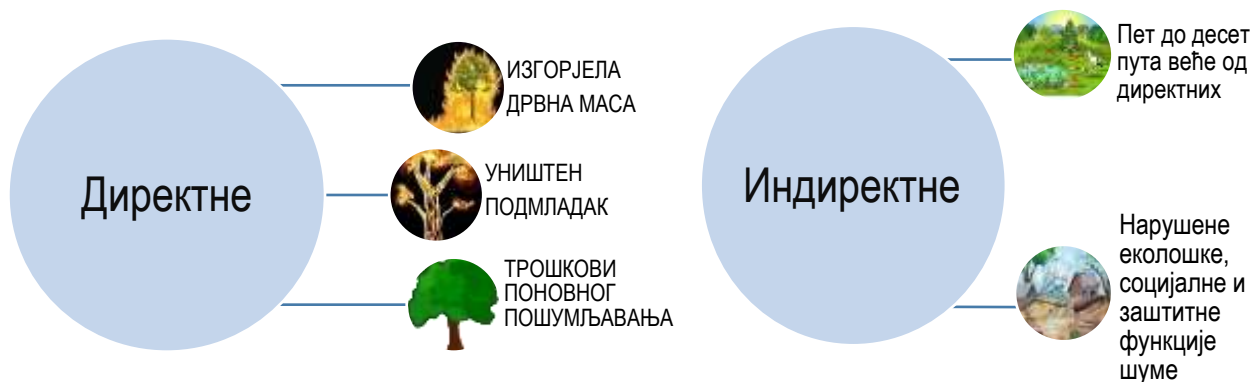 Директне
ИЗГОРЈЕЛА
ДРВНА МАСА
УНИШТЕН
ПОДМЛАДАК
ТРОШКОВИ
ПОНОВНОГ
ПОШУМЉАВАЊА
Индиректне
Пет до десет
пута веће од
директних
Нарушене
еколошке,
социјалне и
заштитне
функције
шуме